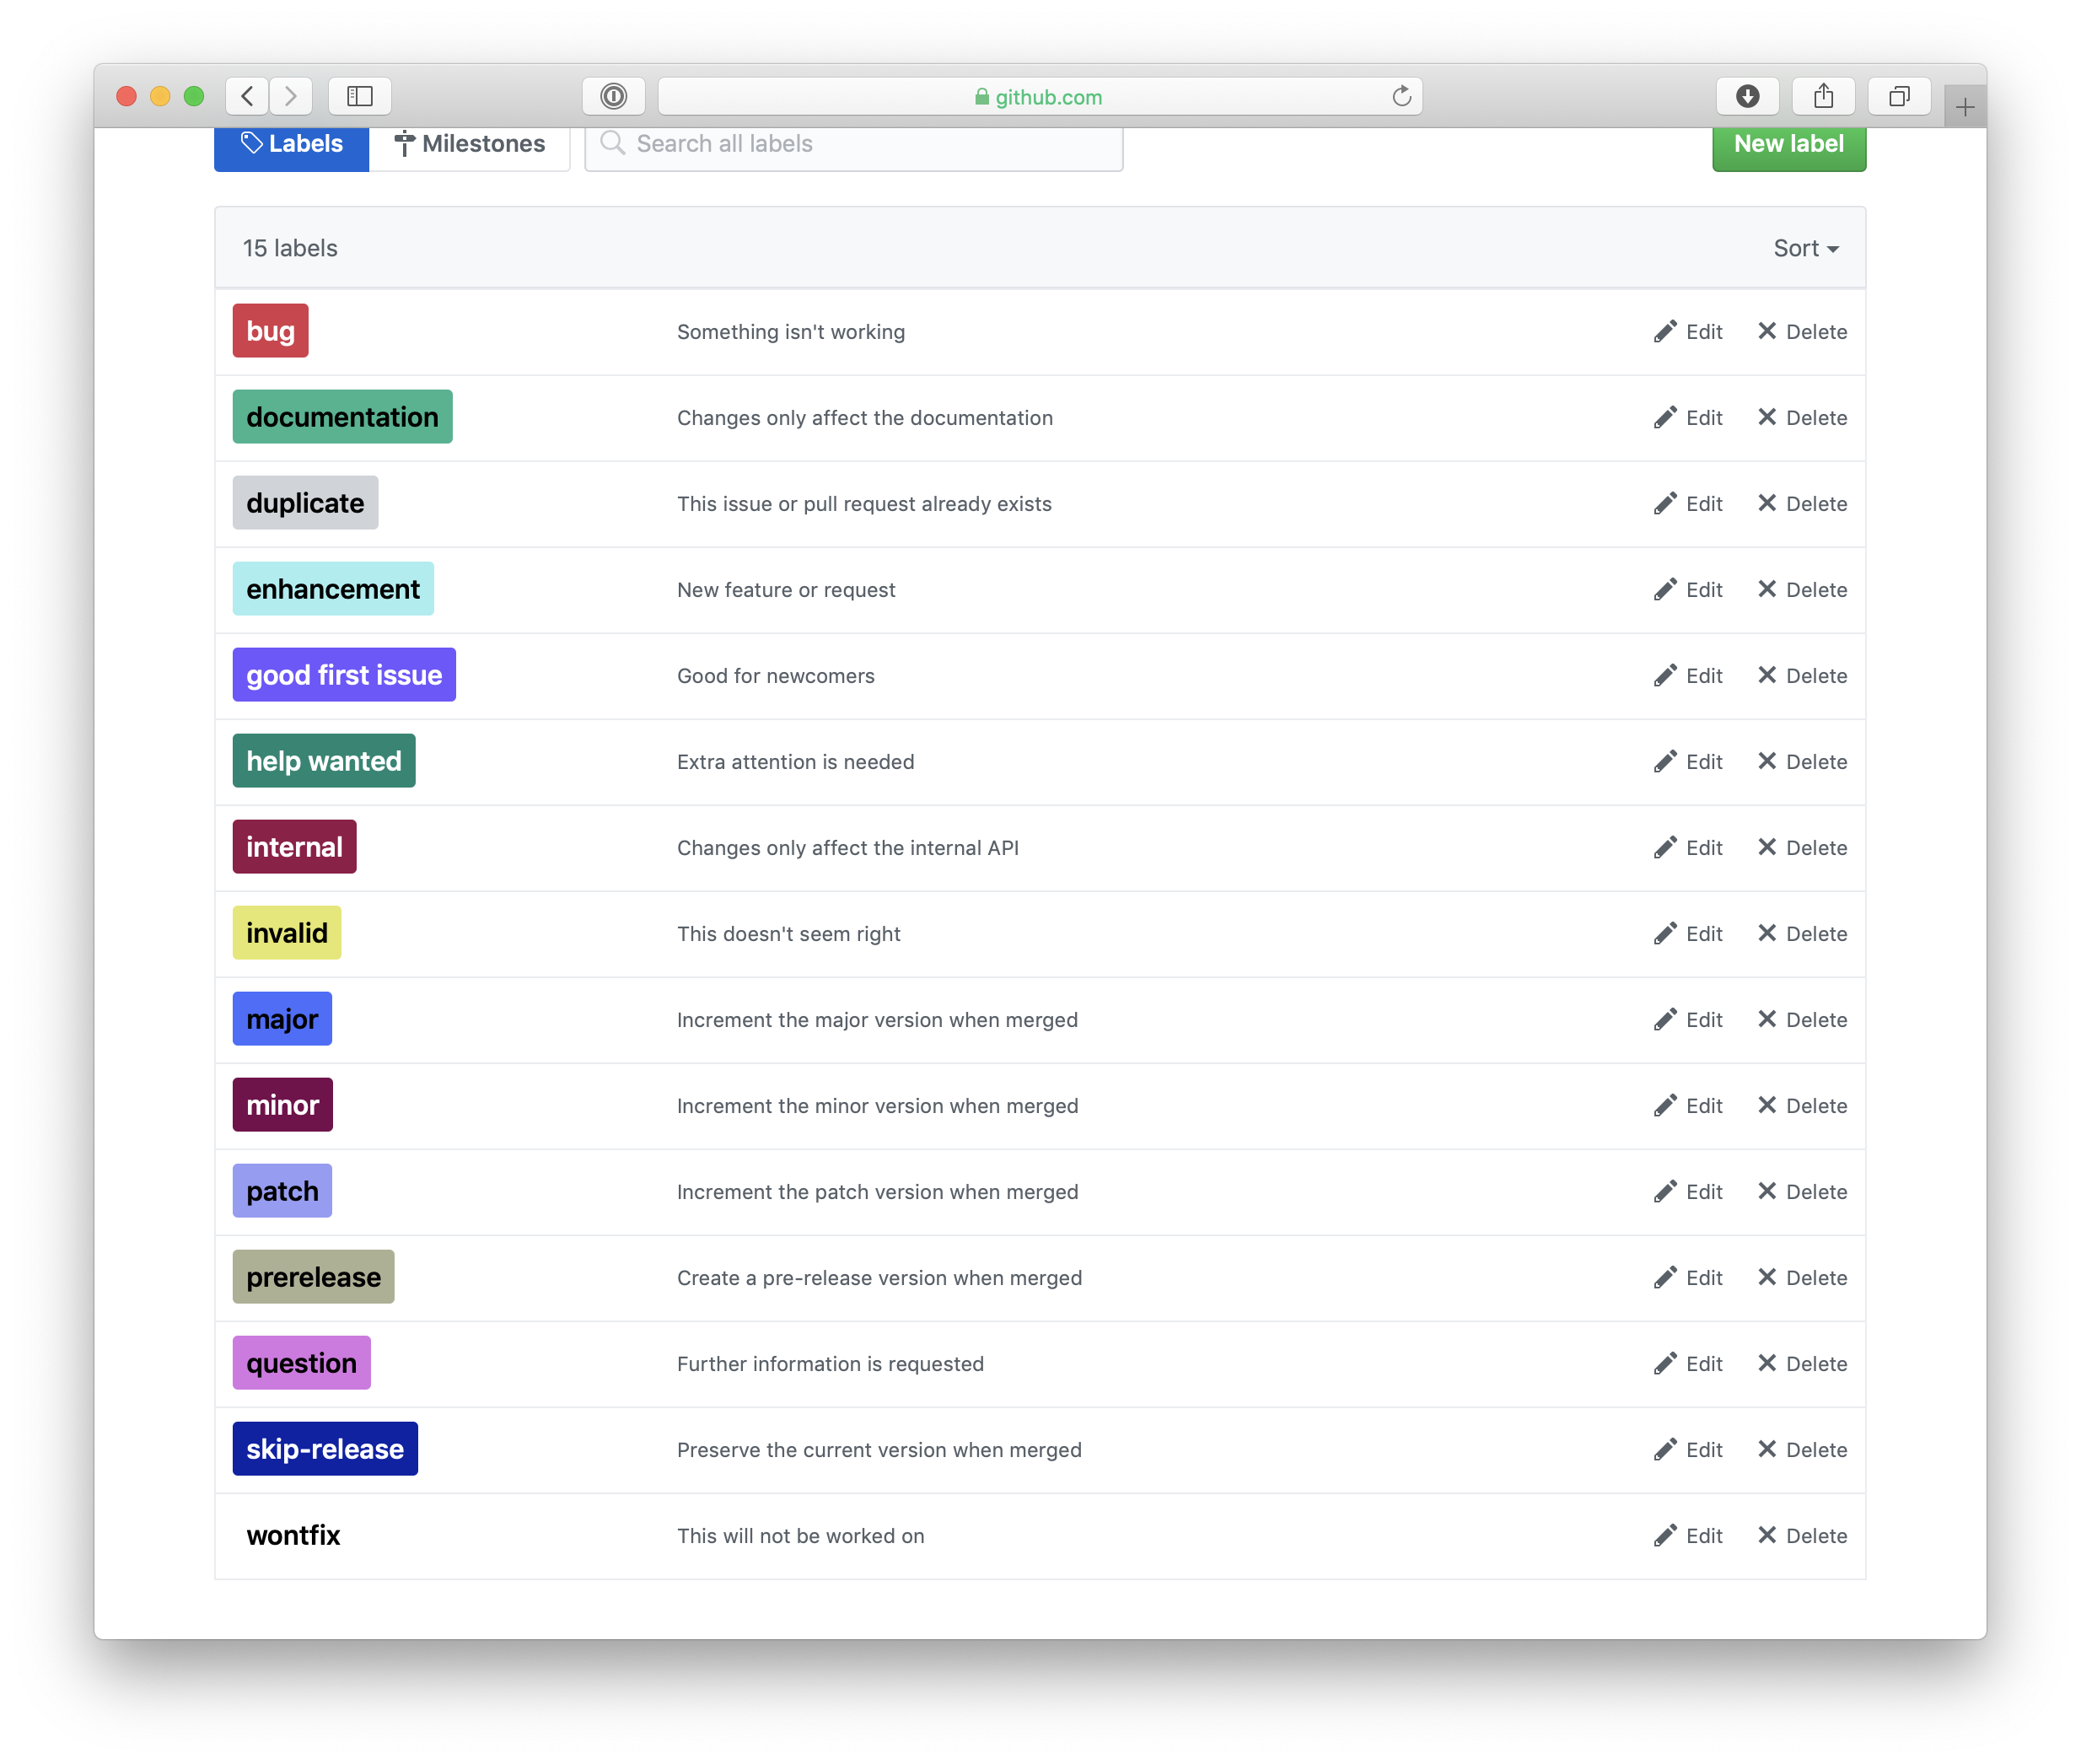 github.com
Labels Milestones Search all labels New label
15 labels Sort
bug Something isn't working Edit Delete
documentation Changes only affect the documentation Edit Delete
duplicate This issue or pull request already exists Edit Delete
enhancement New feature or request Edit Delete
good first issue Good for newcomers Edit Delete
help wanted Extra attention is needed Edit Delete
internal Changes only affect the internal API Edit Delete
invalid This doesn't seem right Edit Delete
major Increment the major version when merged Edit Delete
minor Increment the minor version when merged Edit Delete
patch Increment the patch version when merged Edit Delete
prerelease Create a pre-release version when merged Edit Delete
question Further information is requested Edit Delete
skip-release Preserve the current version when merged Edit Delete
wontfix This will not be worked on Edit Delete